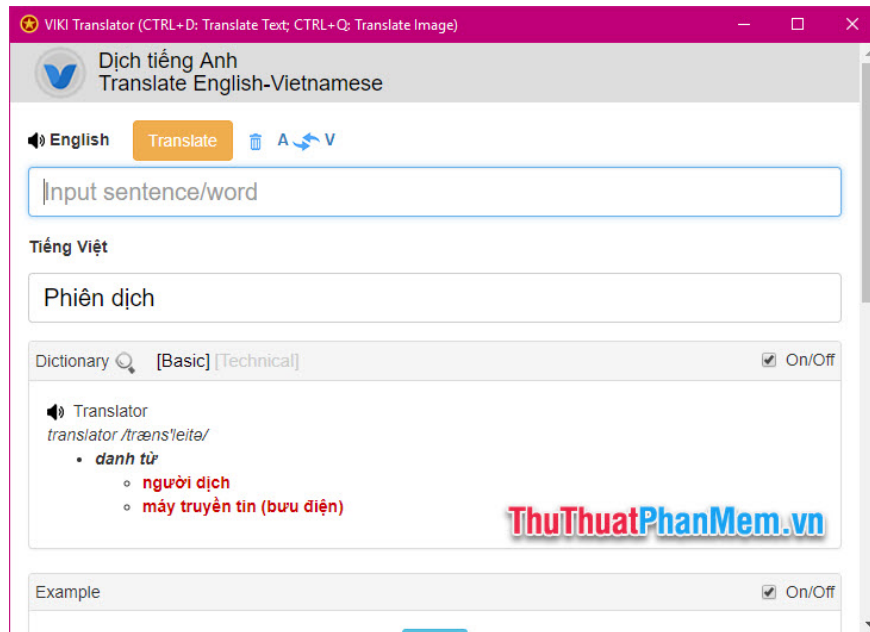 VIKI Translator (CTRL+D: Translate Text; CTRL+Q: Translate Image)
Dịch tiếng Anh
Translate English-Vietnamese
English Translate A V
Input sentence/word
Tiếng Việt
Phiên dịch
Dictionary [Basic] [Technical] On/Off
Translator
translator /træns'leitə/
danh từ
người dịch
máy truyền tin (bưu điện)
ThuThuatPhanMem.vn
Example On/Off